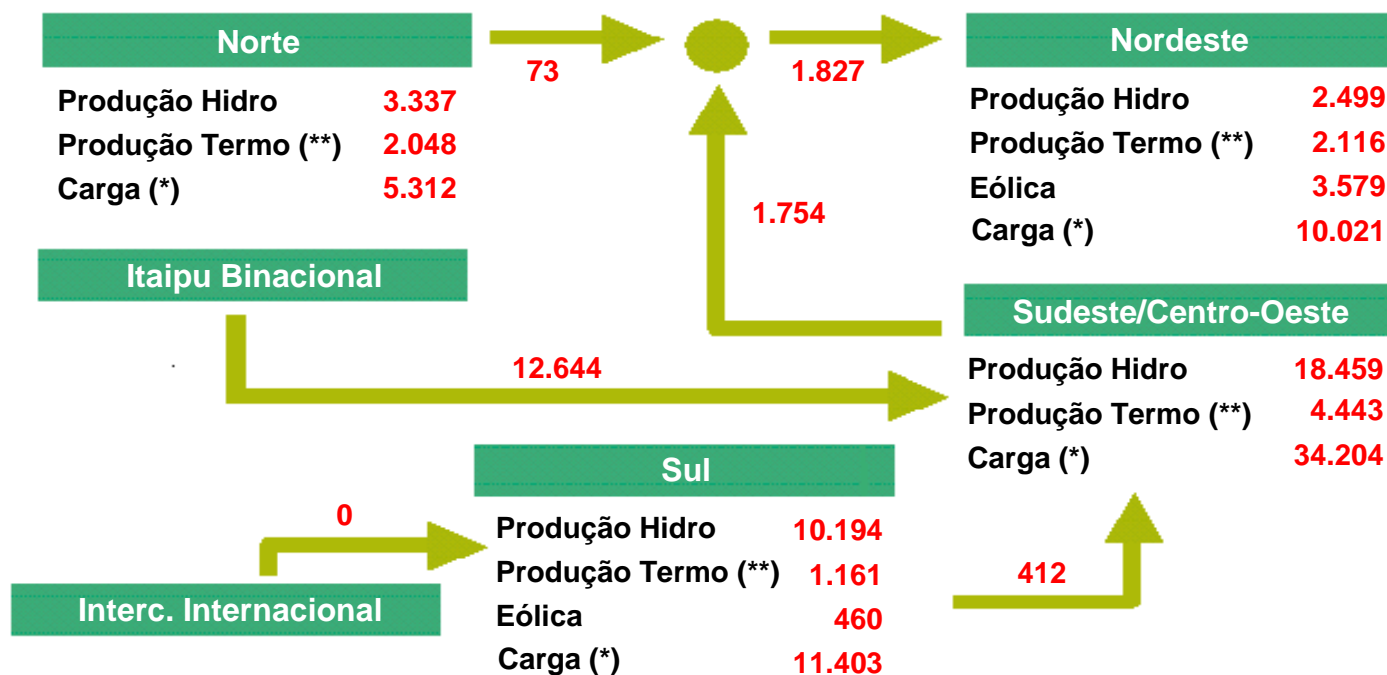 Norte
Produção Hidro 3.337
Produção Termo (**) 2.048
Carga (*) 5.312
73
1.827
Nordeste
Produção Hidro 2.499
Produção Termo (**) 2.116
Eólica 3.579
Carga (*) 10.021
1.754
Itaipu Binacional
12.644
Sudeste/Centro-Oeste
Produção Hidro 18.459
Produção Termo (**) 4.443
Carga (*) 34.204
Sul
Produção Hidro 10.194
Produção Termo (**) 1.161
Eólica 460
Carga (*) 11.403
0
Interc. Internacional
412